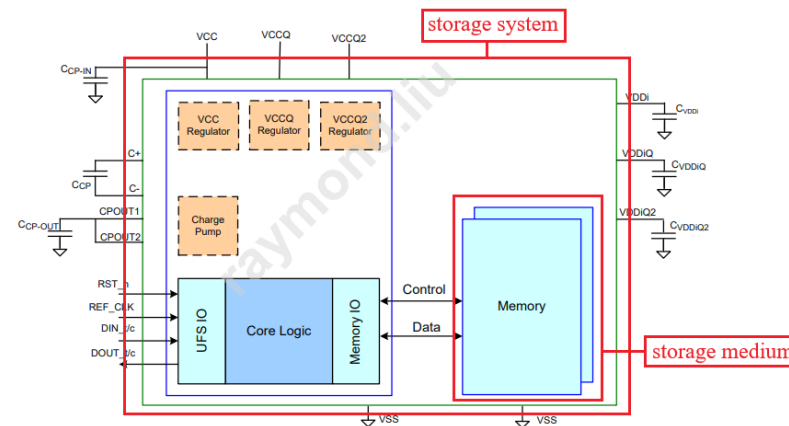 storage system
VCC
VCCQ
VCCQ2
CCP-IN
VCC
Regulator
VCCQ
Regulator
VCCQ2
Regulator
VDDi
CVDDi
C+
CCP
C-
VDDiQ
CVDDiQ
CPOUT1
CCP-OUT
CPOUT2
Charge
Pump
VDDiQ2
CVDDiQ2
RST_n
REF_CLK
DIN_t/c
DOUT_t/c
UFS IO
Core Logic
Memory IO
Control
Data
Memory
storage medium
VSS
VSS
raymond.liu